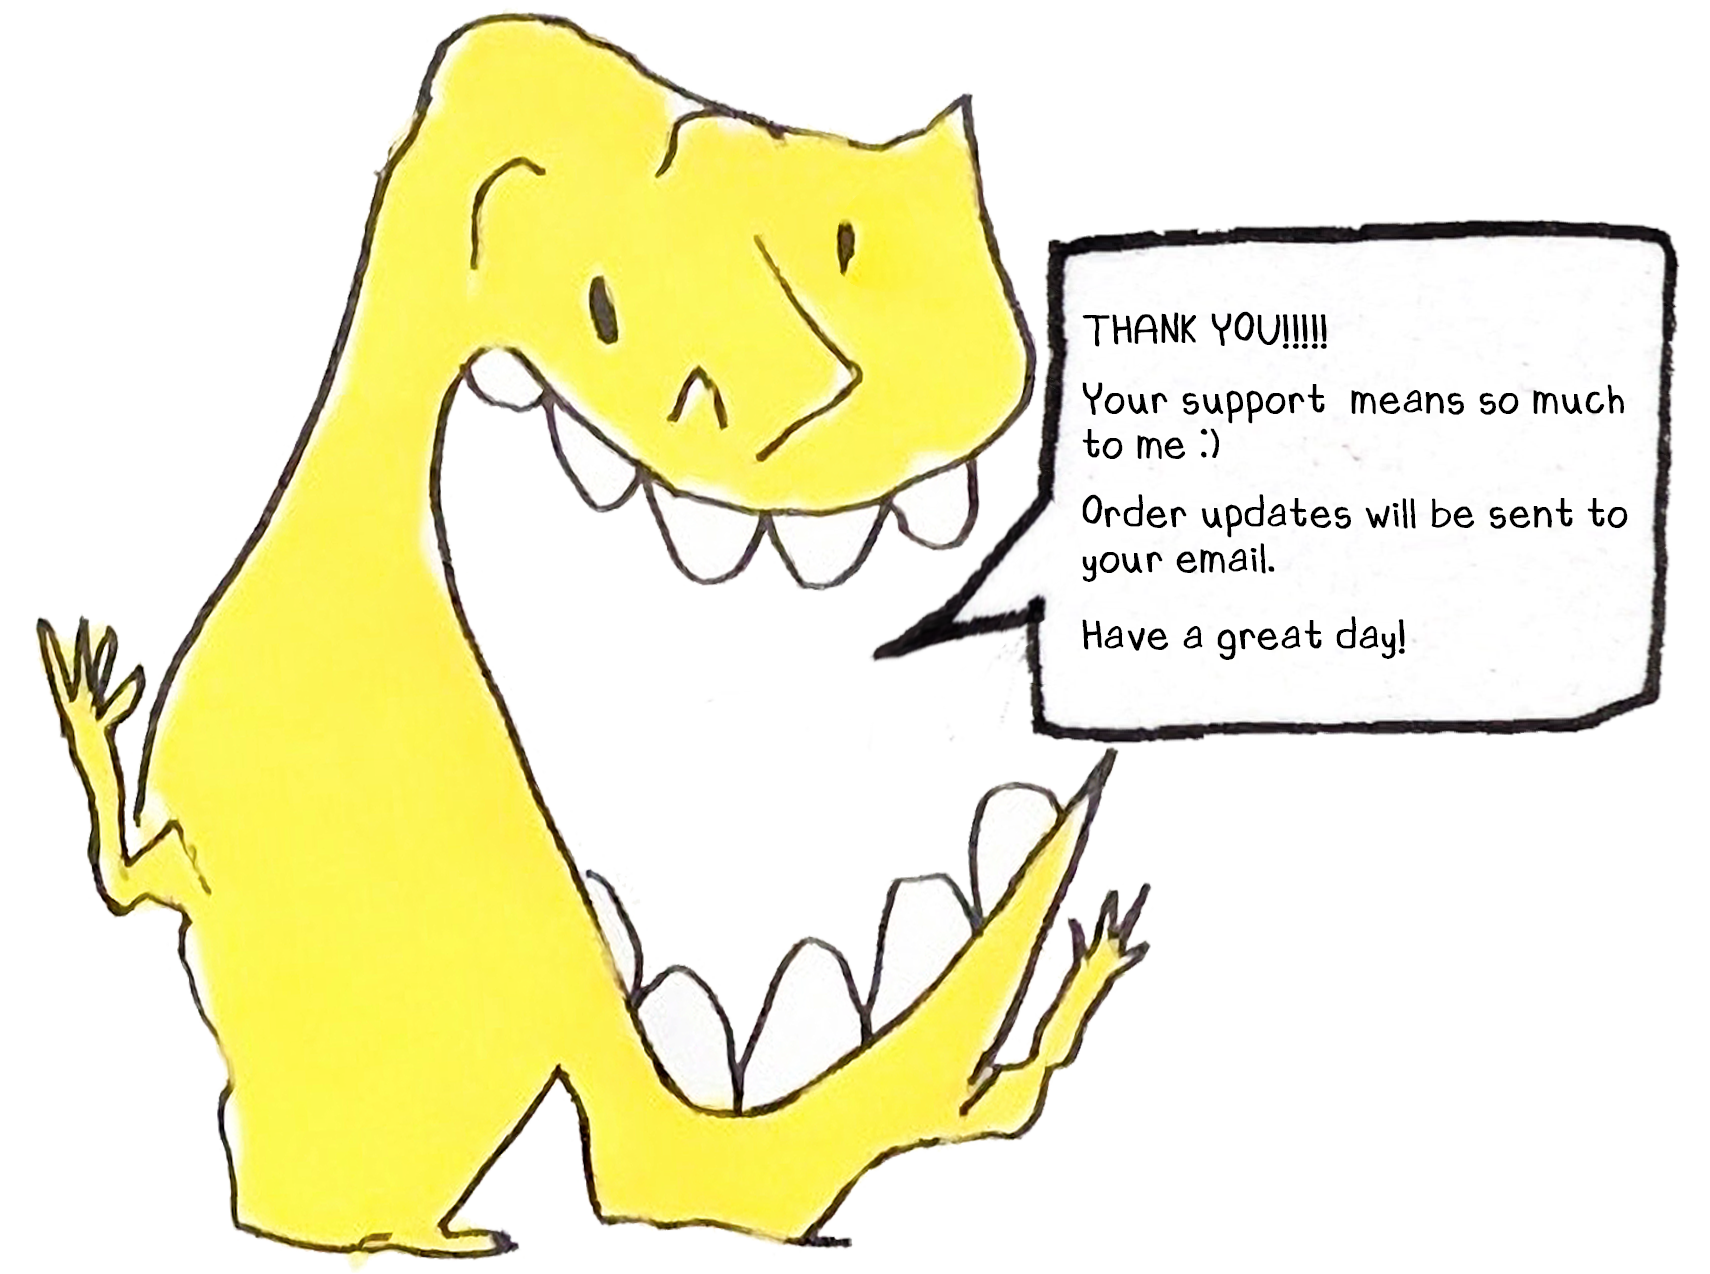 THANK YOU!!!!!
Your support means so much
to me :)
Order updates will be sent to
your email.
Have a great day!